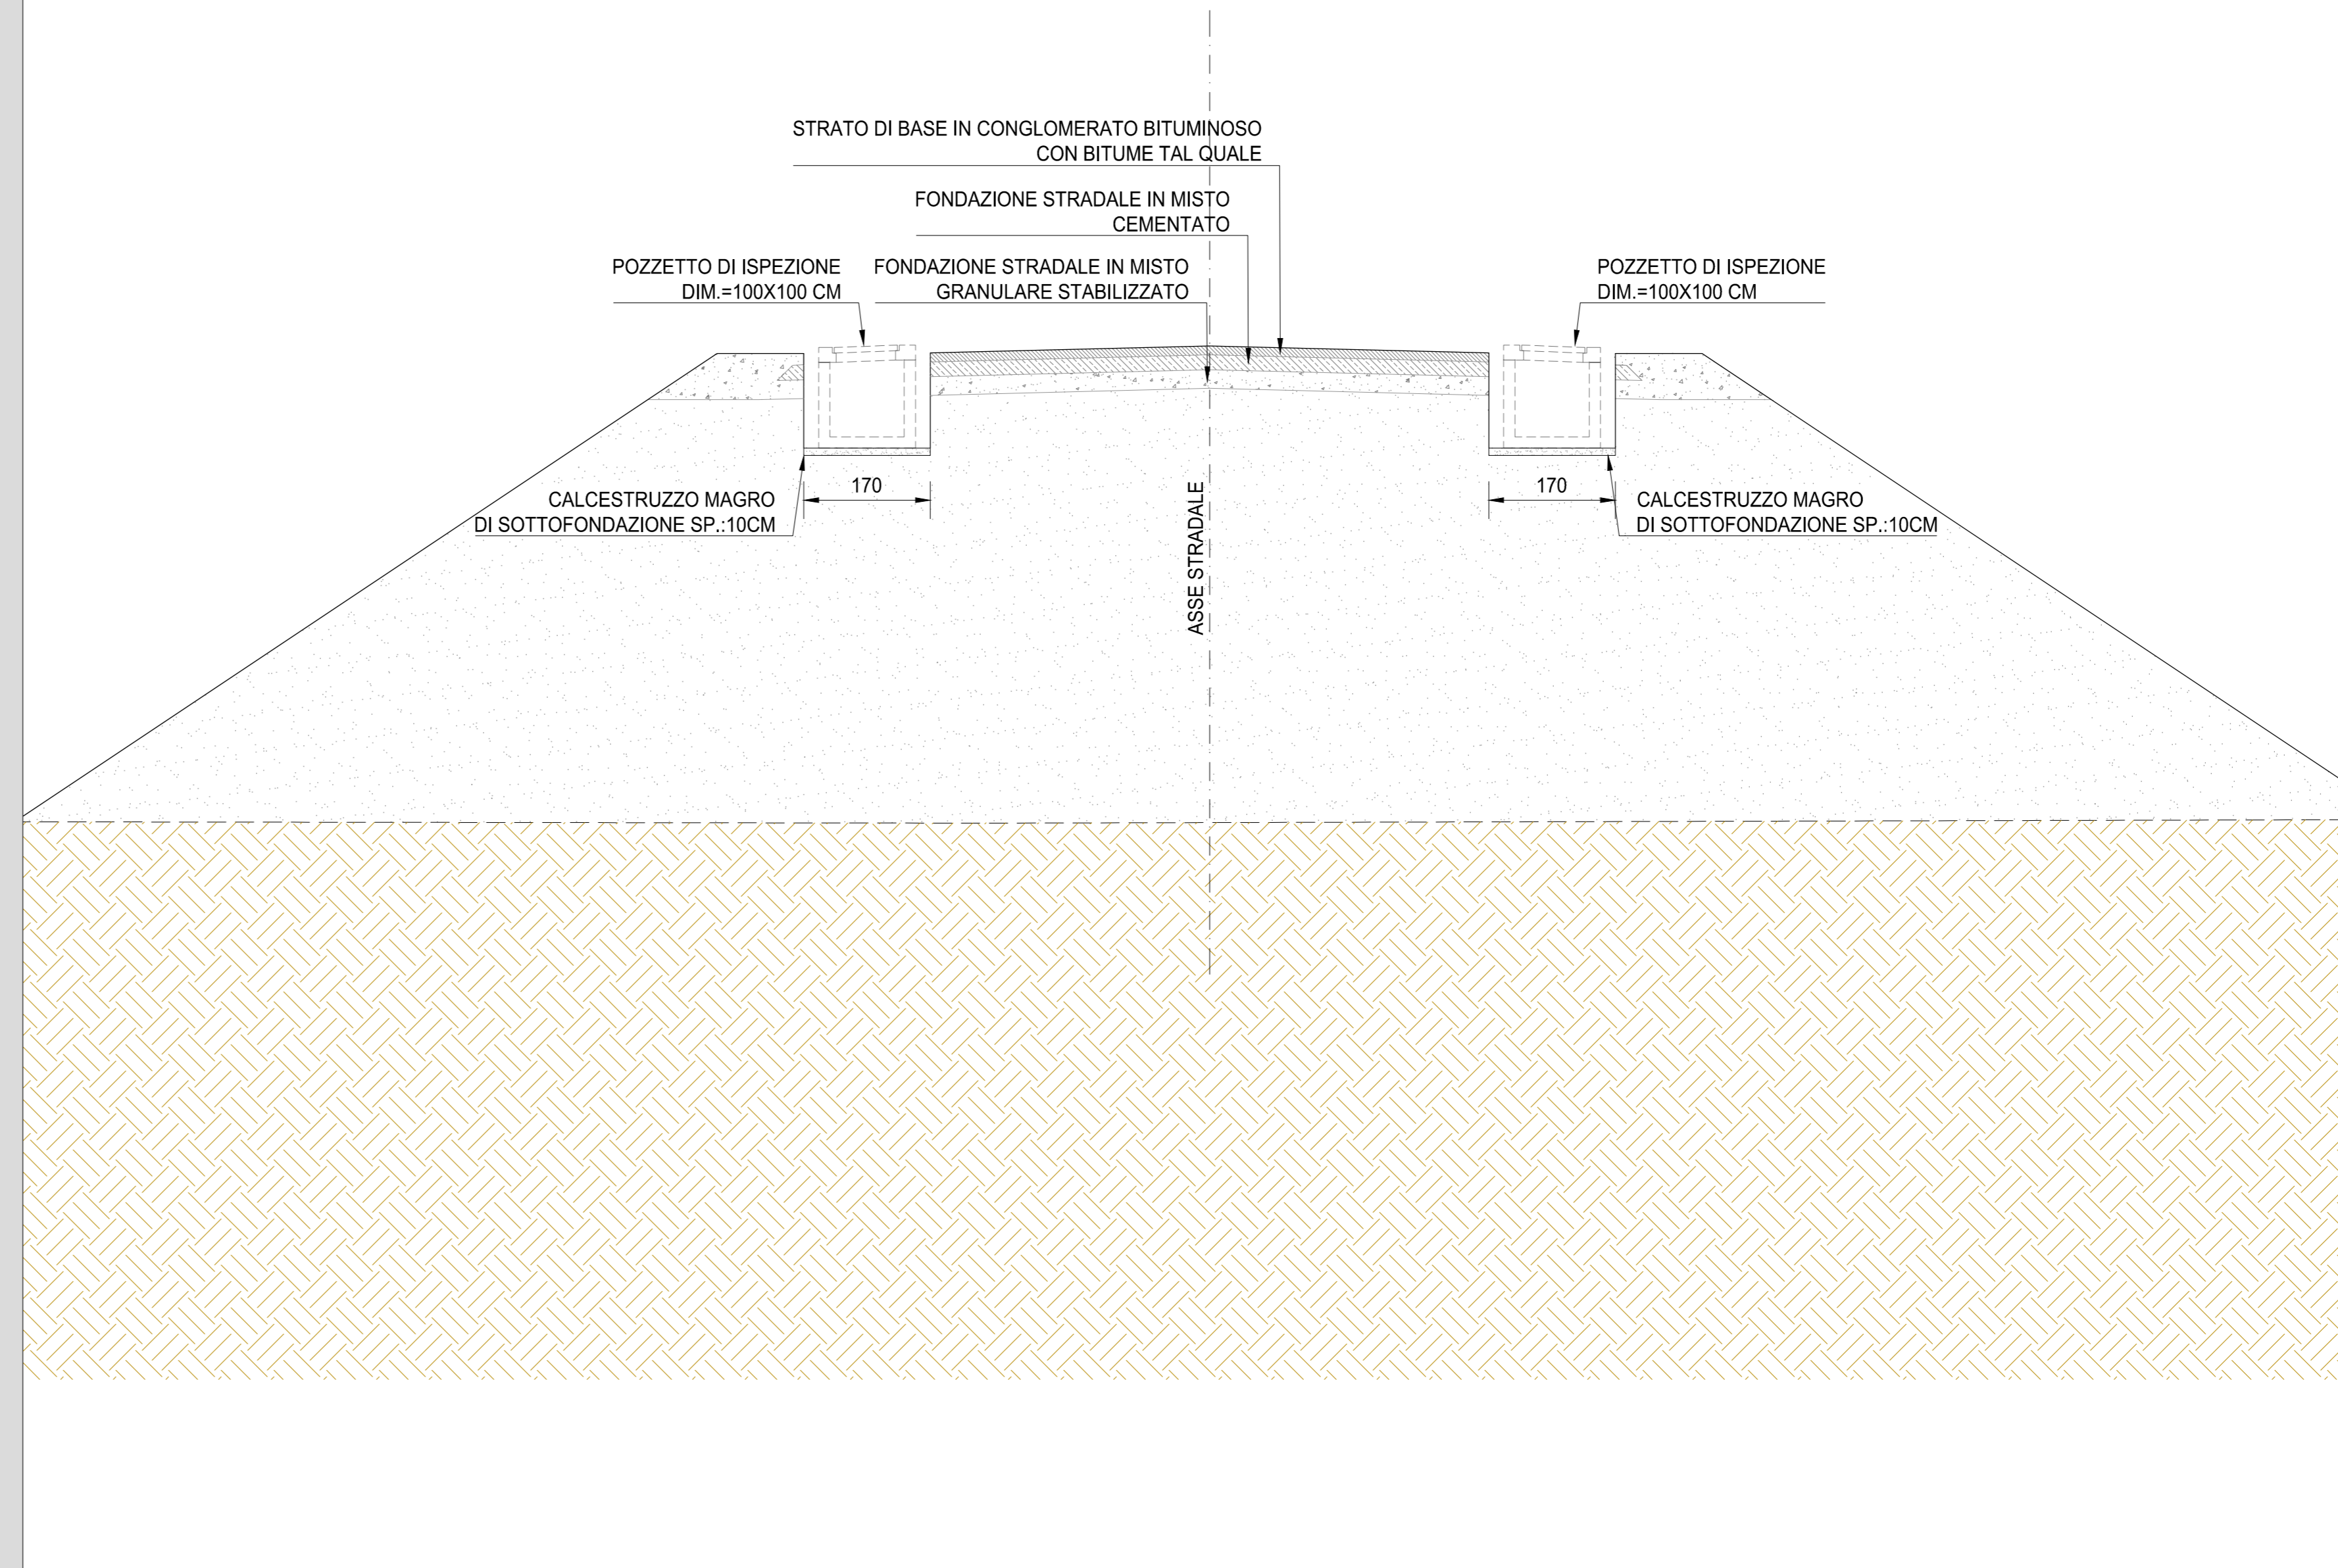 STRATO DI BASE IN CONGLOMERATO BITUMINOSO
CON BITUME TAL QUALE
FONDAZIONE STRADALE IN MISTO
CEMENTATO
POZZETTO DI ISPEZIONE
DIM.=100X100 CM
FONDAZIONE STRADALE IN MISTO
GRANULARE STABILIZZATO
POZZETTO DI ISPEZIONE
DIM.=100X100 CM
CALCESTRUZZO MAGRO
DI SOTTOFONDAZIONE SP.:10CM
170
ASSE STRADALE
170
CALCESTRUZZO MAGRO
DI SOTTOFONDAZIONE SP.:10CM